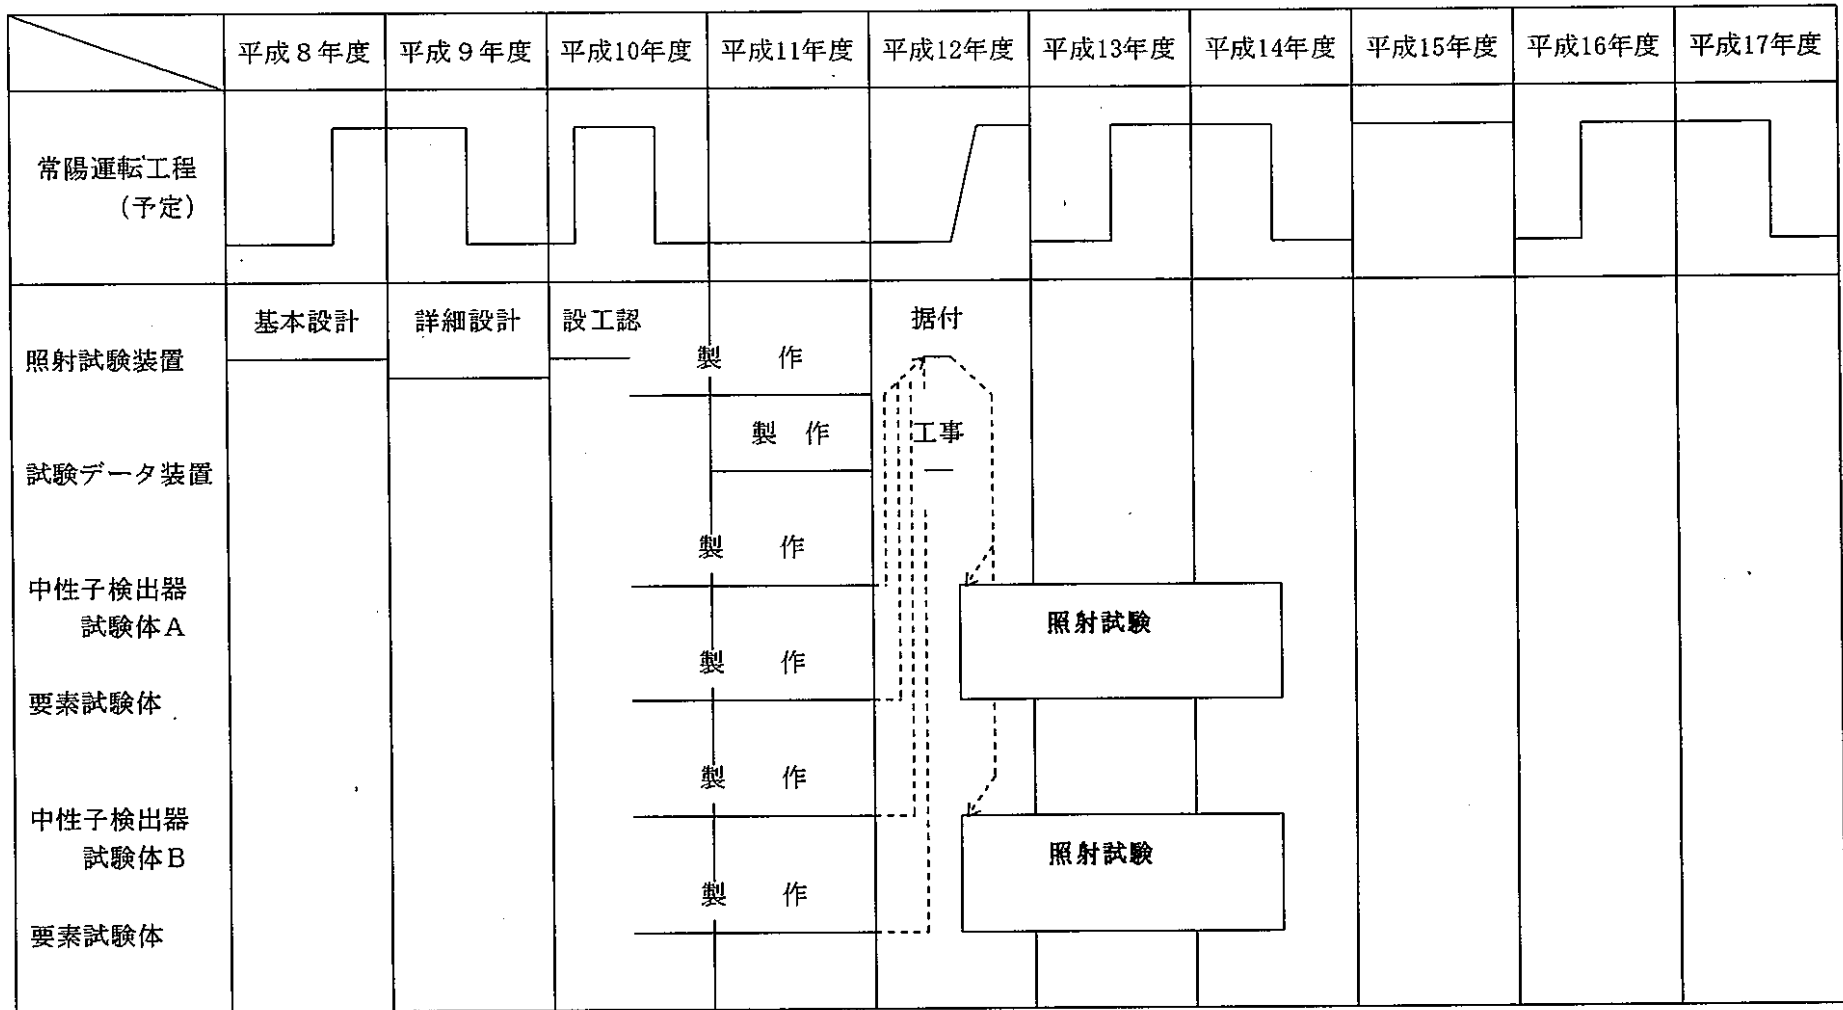 平成8年度 平成9年度 平成10年度 平成11年度 平成12年度 平成13年度 平成14年度 平成15年度 平成16年度 平成17年度
常陽運転工程
(予定)
基本設計 詳細設計 設工認 据付
照射試験装置 製作
製作 工事
試験データ装置
製作
中性子検出器
試験体A 照射試験
製作
要素試験体
製作
中性子検出器
試験体B 照射試験
製作
要素試験体